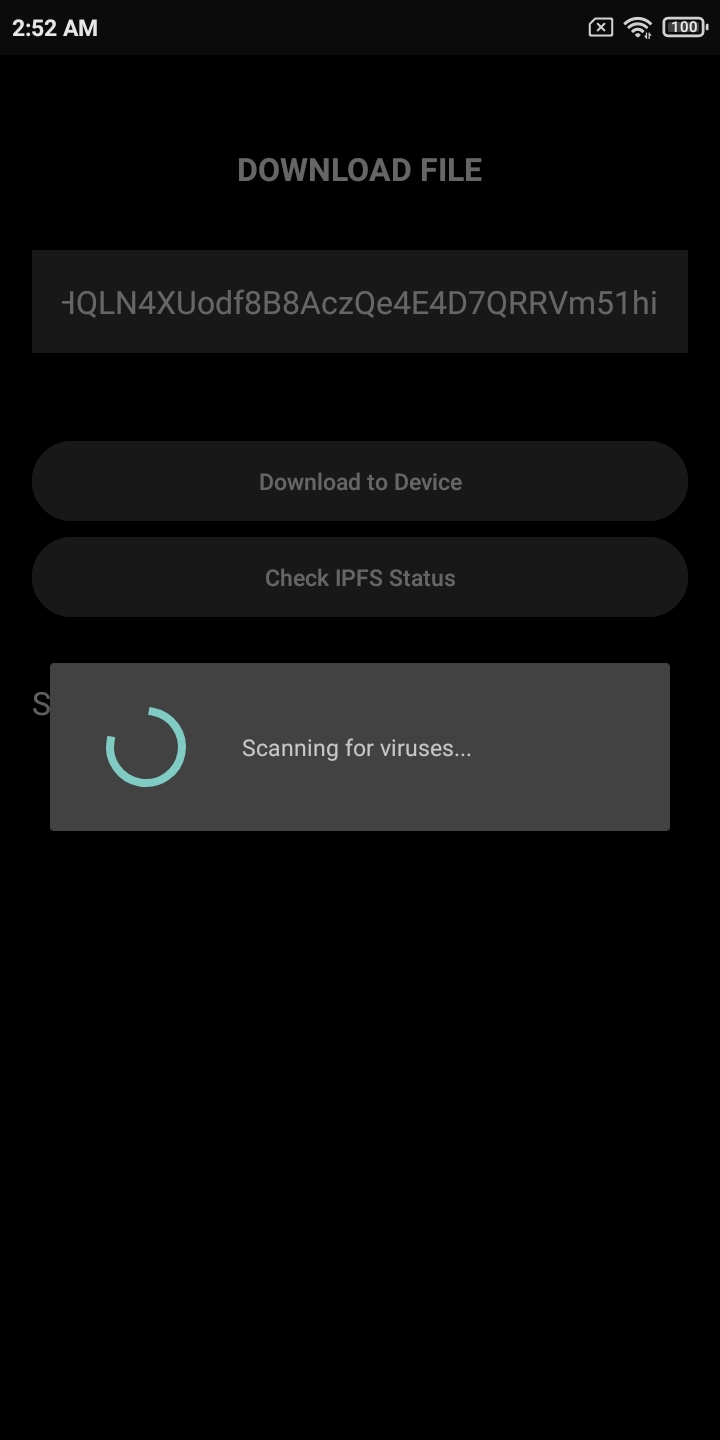 2:52 AM
100
DOWNLOAD FILE
HQLN4XUodf8B8AczQe4E4D7QRRVm51hi
Download to Device
Check IPFS Status
S
Scanning for viruses...